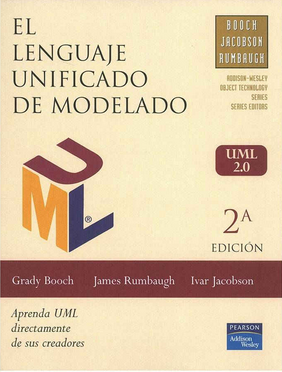 EL
LENGUAJE
UNIFICADO
DE MODELADO
BOOCH
JACOBSON
RUMBAUGH
ADDISON-WESLEY
OBJECT TECHNOLOGY
SERIES
SERIES EDITORS
UML
2.0
UML®
2A
EDICIÓN
Grady Booch James Rumbaugh Ivar Jacobson
Aprenda UML
directamente
de sus creadores
PEARSON
Addison
Wesley